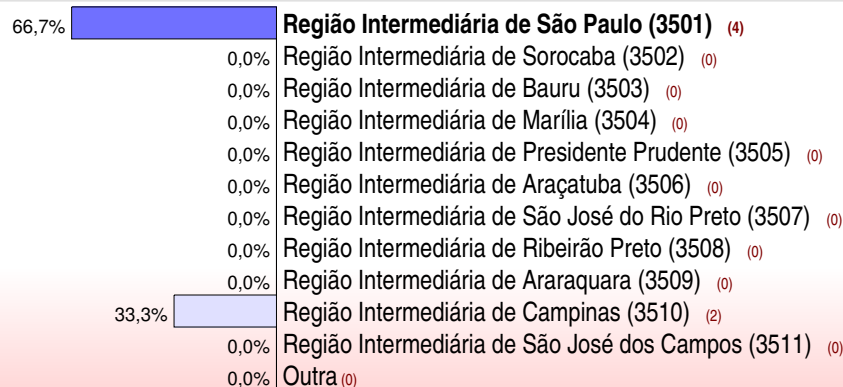 66,7% Região Intermediária de São Paulo (3501) (4)
0,0% Região Intermediária de Sorocaba (3502) (0)
0,0% Região Intermediária de Bauru (3503) (0)
0,0% Região Intermediária de Marília (3504) (0)
0,0% Região Intermediária de Presidente Prudente (3505) (0)
0,0% Região Intermediária de Araçatuba (3506) (0)
0,0% Região Intermediária de São José do Rio Preto (3507) (0)
0,0% Região Intermediária de Ribeirão Preto (3508) (0)
0,0% Região Intermediária de Araraquara (3509) (0)
33,3% Região Intermediária de Campinas (3510) (2)
0,0% Região Intermediária de São José dos Campos (3511) (0)
0,0% Outra (0)